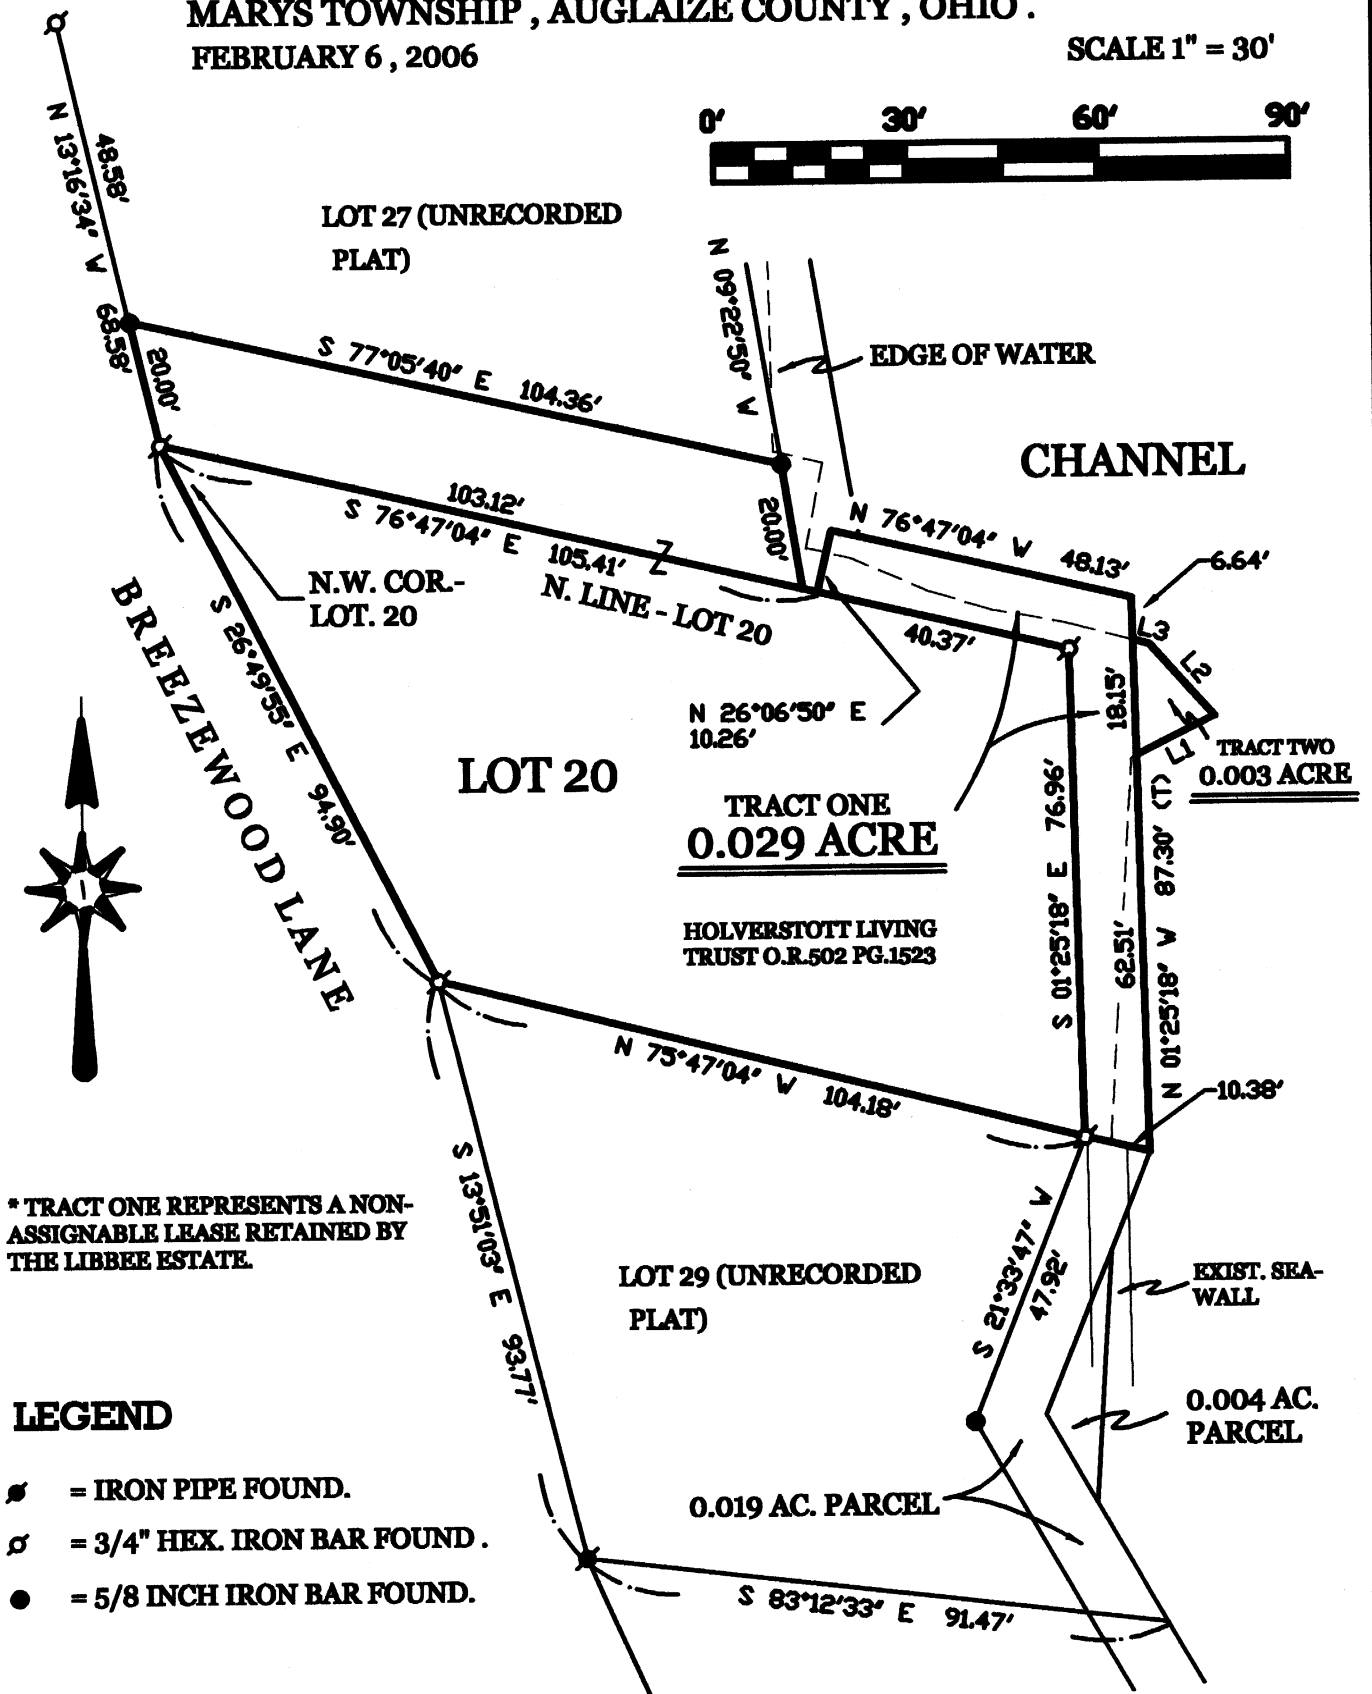 MARYS TOWNSHIP , AUGLAIZE COUNTY , OHIO .
FEBRUARY 6 , 2006
SCALE 1" = 30'
0' 30' 60' 90'
N 13°16'34" W 68.58'
48.58'
20.00'
LOT 27 (UNRECORDED
PLAT)
S 77°05'40" E 104.36'
N 09°22'50" W
20.00'
EDGE OF WATER
CHANNEL
103.12'
S 76°47'04" E 105.41'
N. LINE - LOT 20
N.W. COR.-
LOT. 20
N 76°47'04" W 48.13'
6.64'
L3
L2
L1
40.37'
18.15'
N 26°06'50" E
10.26'
TRACT TWO
0.003 ACRE
BREEZEWOOD LANE
S 26°49'55" E 94.90'
LOT 20
TRACT ONE
0.029 ACRE
HOLVERSTOTT LIVING
TRUST O.R.502 PG.1523
S 01°25'18" E 76.96'
62.51'
N 01°25'18" W 87.30' (T)
10.38'
N 75°47'04" W 104.18'
* TRACT ONE REPRESENTS A NON-
ASSIGNABLE LEASE RETAINED BY
THE LIBBEE ESTATE.
S 13°51'03" E 93.77'
LOT 29 (UNRECORDED
PLAT)
S 21°33'47" W
47.92'
EXIST. SEA-
WALL
0.004 AC.
PARCEL
0.019 AC. PARCEL
S 83°12'33" E 91.47'
LEGEND
= IRON PIPE FOUND.
= 3/4" HEX. IRON BAR FOUND .
= 5/8 INCH IRON BAR FOUND.